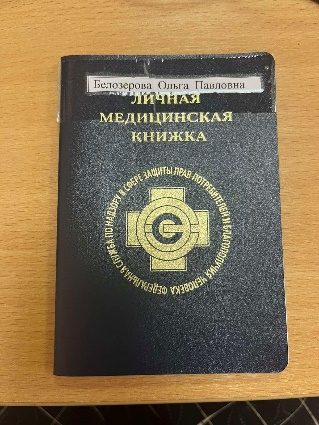 Белозерова Ольга Павловна
ЛИЧНАЯ
МЕДИЦИНСКАЯ
КНИЖКА
ФЕДЕРАЛЬНАЯ СЛУЖБА ПО НАДЗОРУ В СФЕРЕ ЗАЩИТЫ ПРАВ ПОТРЕБИТЕЛЕЙ И БЛАГОПОЛУЧИЯ ЧЕЛОВЕКА